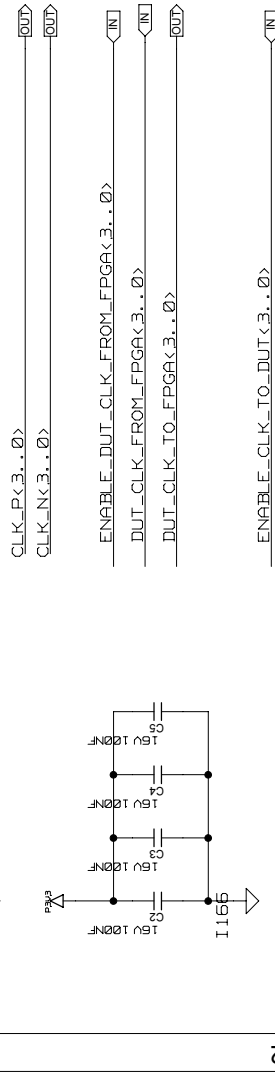 CLK_P<3..0>
OUT
CLK_N<3..0>
OUT
ENABLE_DUT_CLK_FROM_FPGA<3..0>
IN
DUT_CLK_FROM_FPGA<3..0>
IN
DUT_CLK_TO_FPGA<3..0>
OUT
ENABLE_CLK_TO_DUT<3..0>
IN
P3V3
16V 100NF
C2
16V 100NF
C3
16V 100NF
C4
16V 100NF
C5
I166